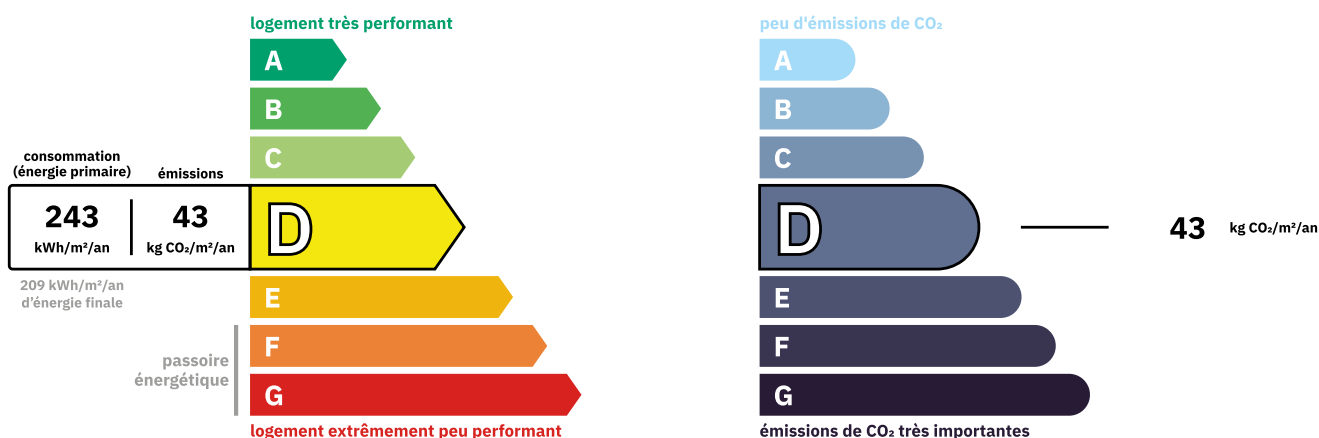 logement très performant
A
B
C
consommation
(énergie primaire)
émissions
243
kWh/m²/an
43
kg CO₂/m²/an
D
209 kWh/m²/an
d'énergie finale
E
passoire
énergétique
F
G
logement extrêmement peu performant
peu d'émissions de CO₂
A
B
C
D
43 kg CO₂/m²/an
E
F
G
émissions de CO₂ très importantes